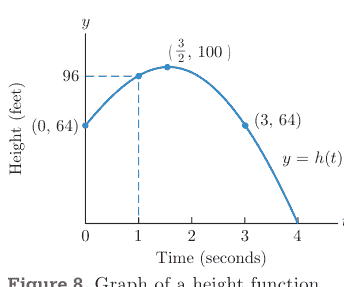 y
(3/2, 100 )
96
(0, 64)
(3, 64)
Height (feet)
y = h(t)
0 1 2 3 4
Time (seconds)
Figure 8 Graph of a height function